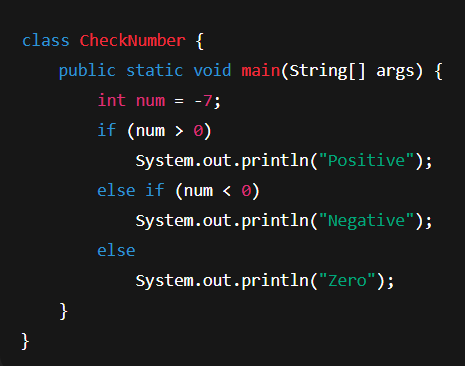 class CheckNumber {
    public static void main(String[] args) {
        int num = -7;
        if (num > 0)
            System.out.println("Positive");
        else if (num < 0)
            System.out.println("Negative");
        else
            System.out.println("Zero");
    }
}